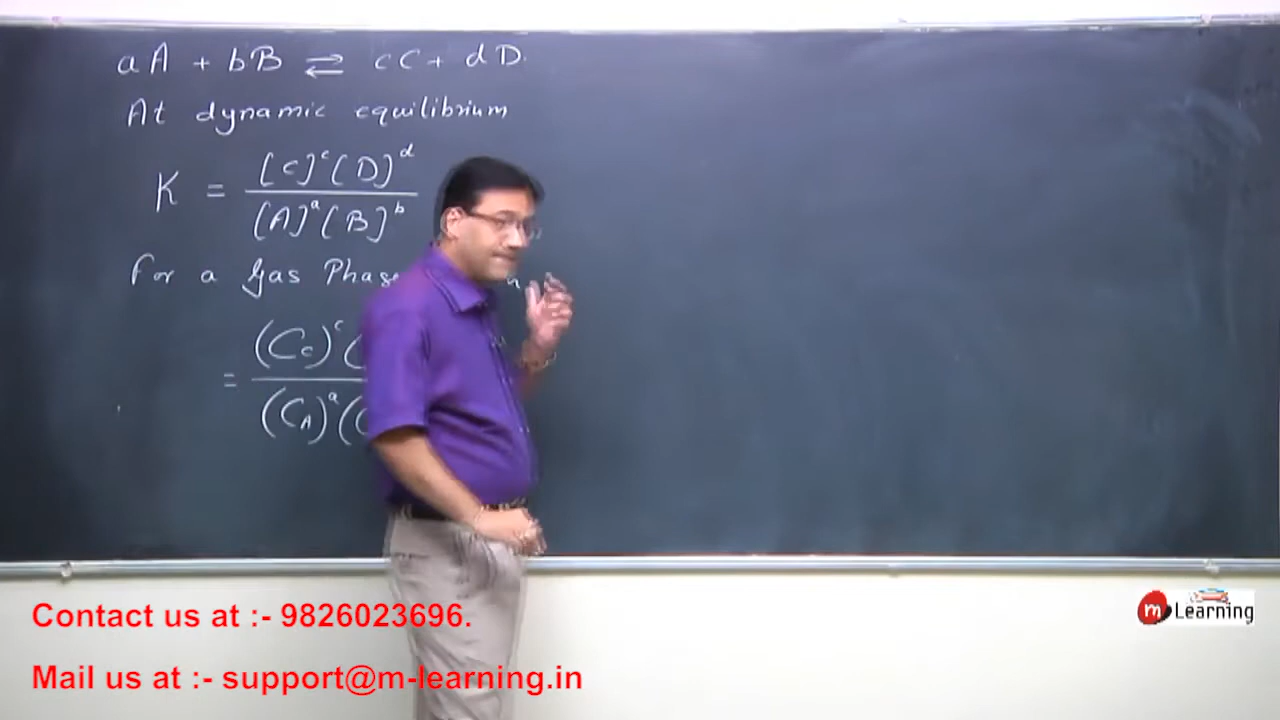 aA + bB ⇌ cC + dD
At dynamic equilibrium
K = [C]^c [D]^d / [A]^a [B]^b
For a Gas Phase
= (C_C)^c ( / (C_A)^a (C
Contact us at :- 9826023696.
Mail us at :- support@m-learning.in
m Learning